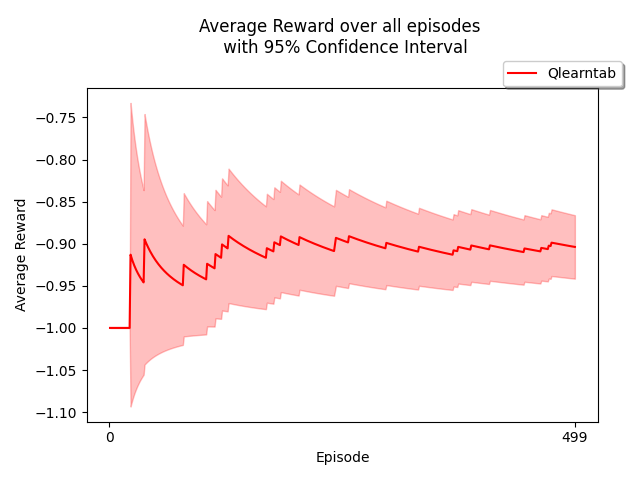 Average Reward over all episodes
with 95% Confidence Interval
Qlearntab
−0.75
−0.80
−0.85
−0.90
−0.95
−1.00
−1.05
−1.10
Average Reward
0
499
Episode